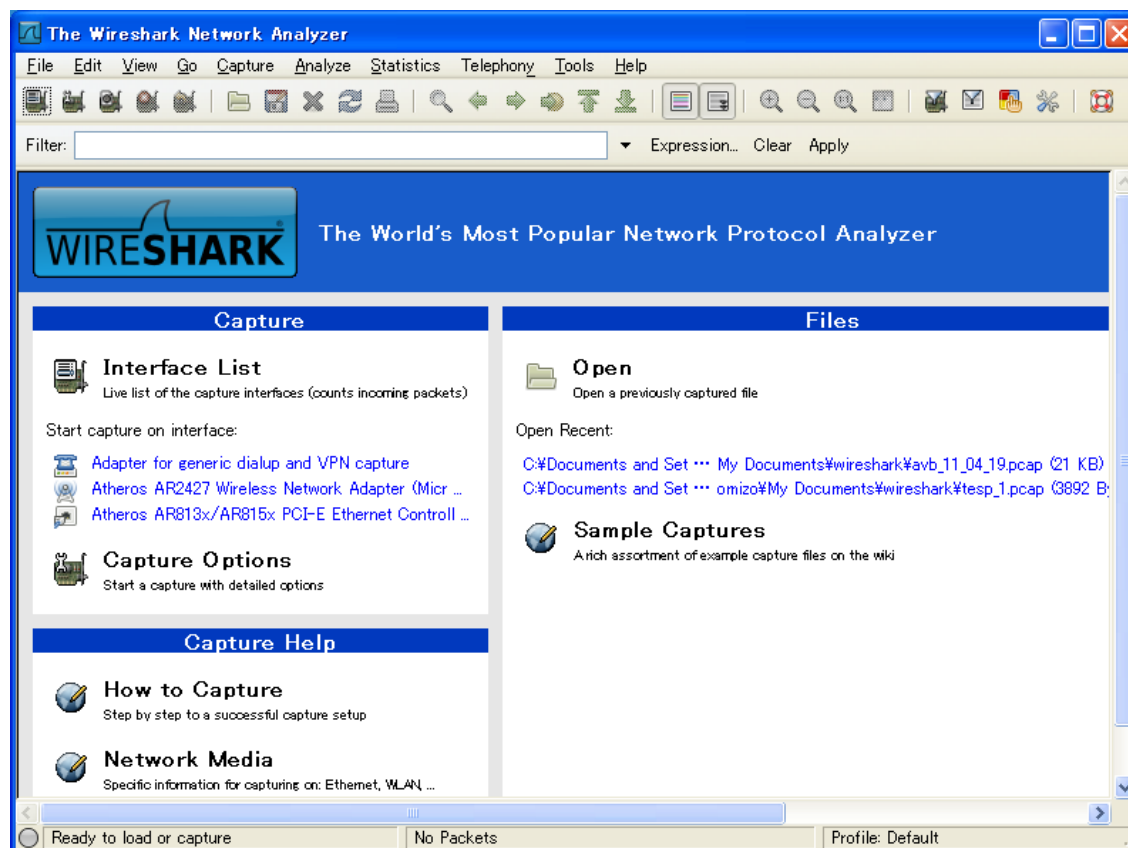 The Wireshark Network Analyzer
File Edit View Go Capture Analyze Statistics Telephony Tools Help
Filter: Expression... Clear Apply
WIRESHARK®
The World's Most Popular Network Protocol Analyzer
Capture
Interface List
Live list of the capture interfaces (counts incoming packets)
Start capture on interface:
Adapter for generic dialup and VPN capture
Atheros AR2427 Wireless Network Adapter (Micr ...
Atheros AR813x/AR815x PCI-E Ethernet Controll ...
Capture Options
Start a capture with detailed options
Capture Help
How to Capture
Step by step to a successful capture setup
Network Media
Specific information for capturing on: Ethernet, WLAN, ...
Files
Open
Open a previously captured file
Open Recent:
C:¥Documents and Set ··· My Documents¥wireshark¥avb_11_04_19.pcap (21 KB)
C:¥Documents and Set ··· omizo¥My Documents¥wireshark¥tesp_1.pcap (3892 By
Sample Captures
A rich assortment of example capture files on the wiki
Ready to load or capture
No Packets
Profile: Default